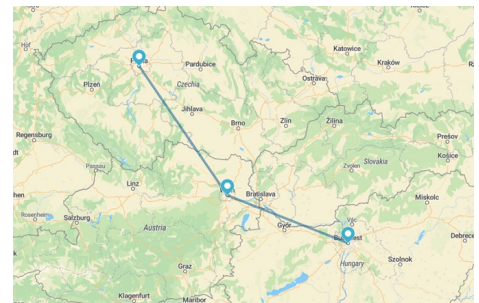 Hof
Katowice
Kraków
Pardubice
Ostrava
Plzeň
Czechia
Jihlava
Brno
Zlín
Žilina
Regensburg
Prešov
Passau
Zvolen
Slovakia
Košice
Linz
Bratislava
Miskolc
Rosenheim
Salzburg
Austria
Győr
Vác
Budapest
Debrece
Szolnok
Hungary
Graz
Klagenfurt
Maribor